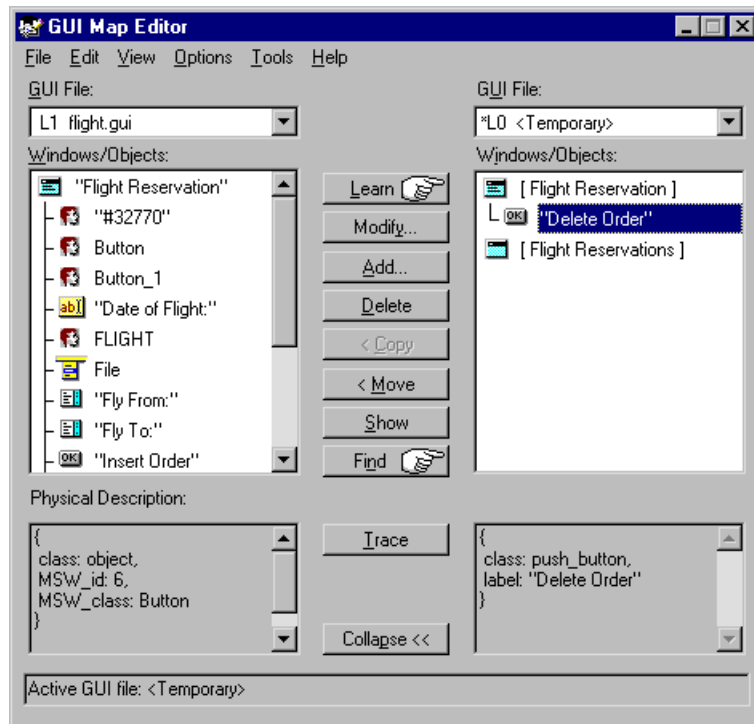 GUI Map Editor
File Edit View Options Tools Help
GUI File:
L1 flight.gui
Windows/Objects:
"Flight Reservation"
"#32770"
Button
Button_1
"Date of Flight:"
FLIGHT
File
"Fly From:"
"Fly To:"
"Insert Order"
Learn
Modify...
Add...
Delete
< Copy
< Move
Show
Find
GUI File:
*L0 <Temporary>
Windows/Objects:
[ Flight Reservation ]
OK "Delete Order"
[ Flight Reservations ]
Physical Description:
{
class: object,
MSW_id: 6,
MSW_class: Button
}
Trace
Collapse <<
{
class: push_button,
label: "Delete Order"
}
Active GUI file: <Temporary>